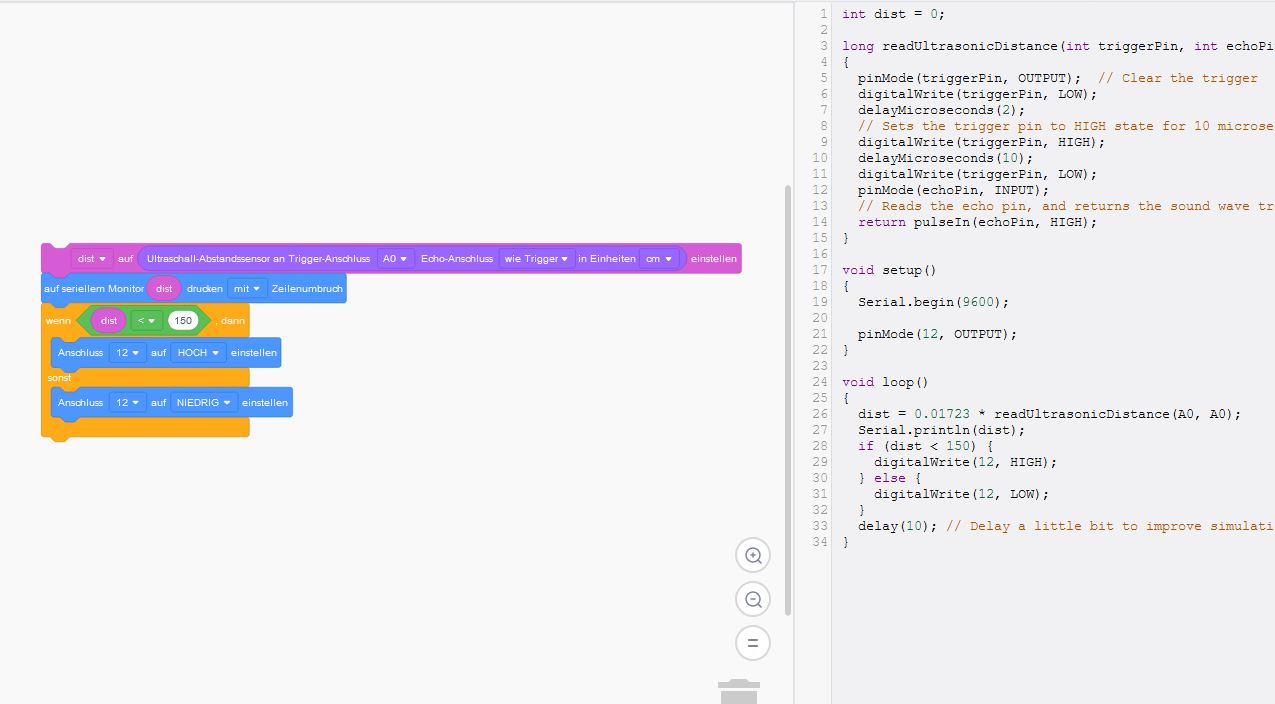 dist auf Ultraschall-Abstandssensor an Trigger-Anschluss A0 Echo-Anschluss wie Trigger in Einheiten cm einstellen
auf seriellem Monitor dist drucken mit Zeilenumbruch
wenn dist < 150 , dann
Anschluss 12 auf HOCH einstellen
sonst
Anschluss 12 auf NIEDRIG einstellen
1 int dist = 0;
2
3 long readUltrasonicDistance(int triggerPin, int echoPi
4 {
5 pinMode(triggerPin, OUTPUT); // Clear the trigger
6 digitalWrite(triggerPin, LOW);
7 delayMicroseconds(2);
8 // Sets the trigger pin to HIGH state for 10 microse
9 digitalWrite(triggerPin, HIGH);
10 delayMicroseconds(10);
11 digitalWrite(triggerPin, LOW);
12 pinMode(echoPin, INPUT);
13 // Reads the echo pin, and returns the sound wave tr
14 return pulseIn(echoPin, HIGH);
15 }
16
17 void setup()
18 {
19 Serial.begin(9600);
20
21 pinMode(12, OUTPUT);
22 }
23
24 void loop()
25 {
26 dist = 0.01723 * readUltrasonicDistance(A0, A0);
27 Serial.println(dist);
28 if (dist < 150) {
29 digitalWrite(12, HIGH);
30 } else {
31 digitalWrite(12, LOW);
32 }
33 delay(10); // Delay a little bit to improve simulati
34 }